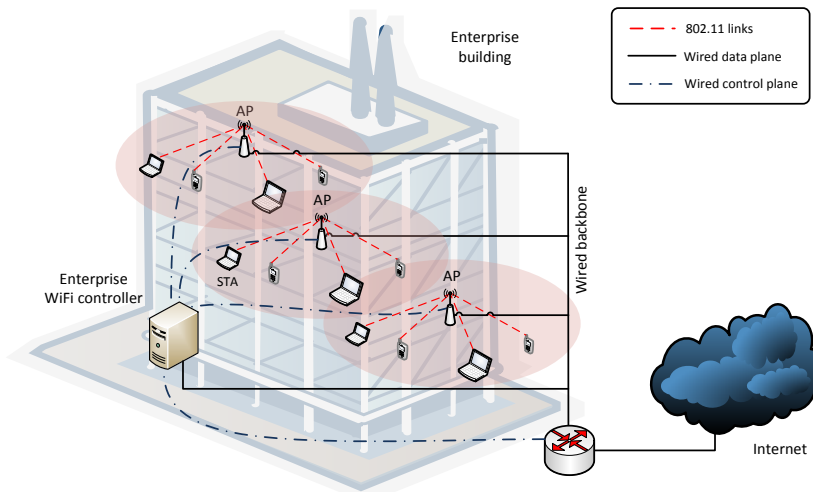 Enterprise
building
802.11 links
Wired data plane
Wired control plane
AP
AP
STA
AP
Wired backbone
Enterprise
WiFi controller
Internet